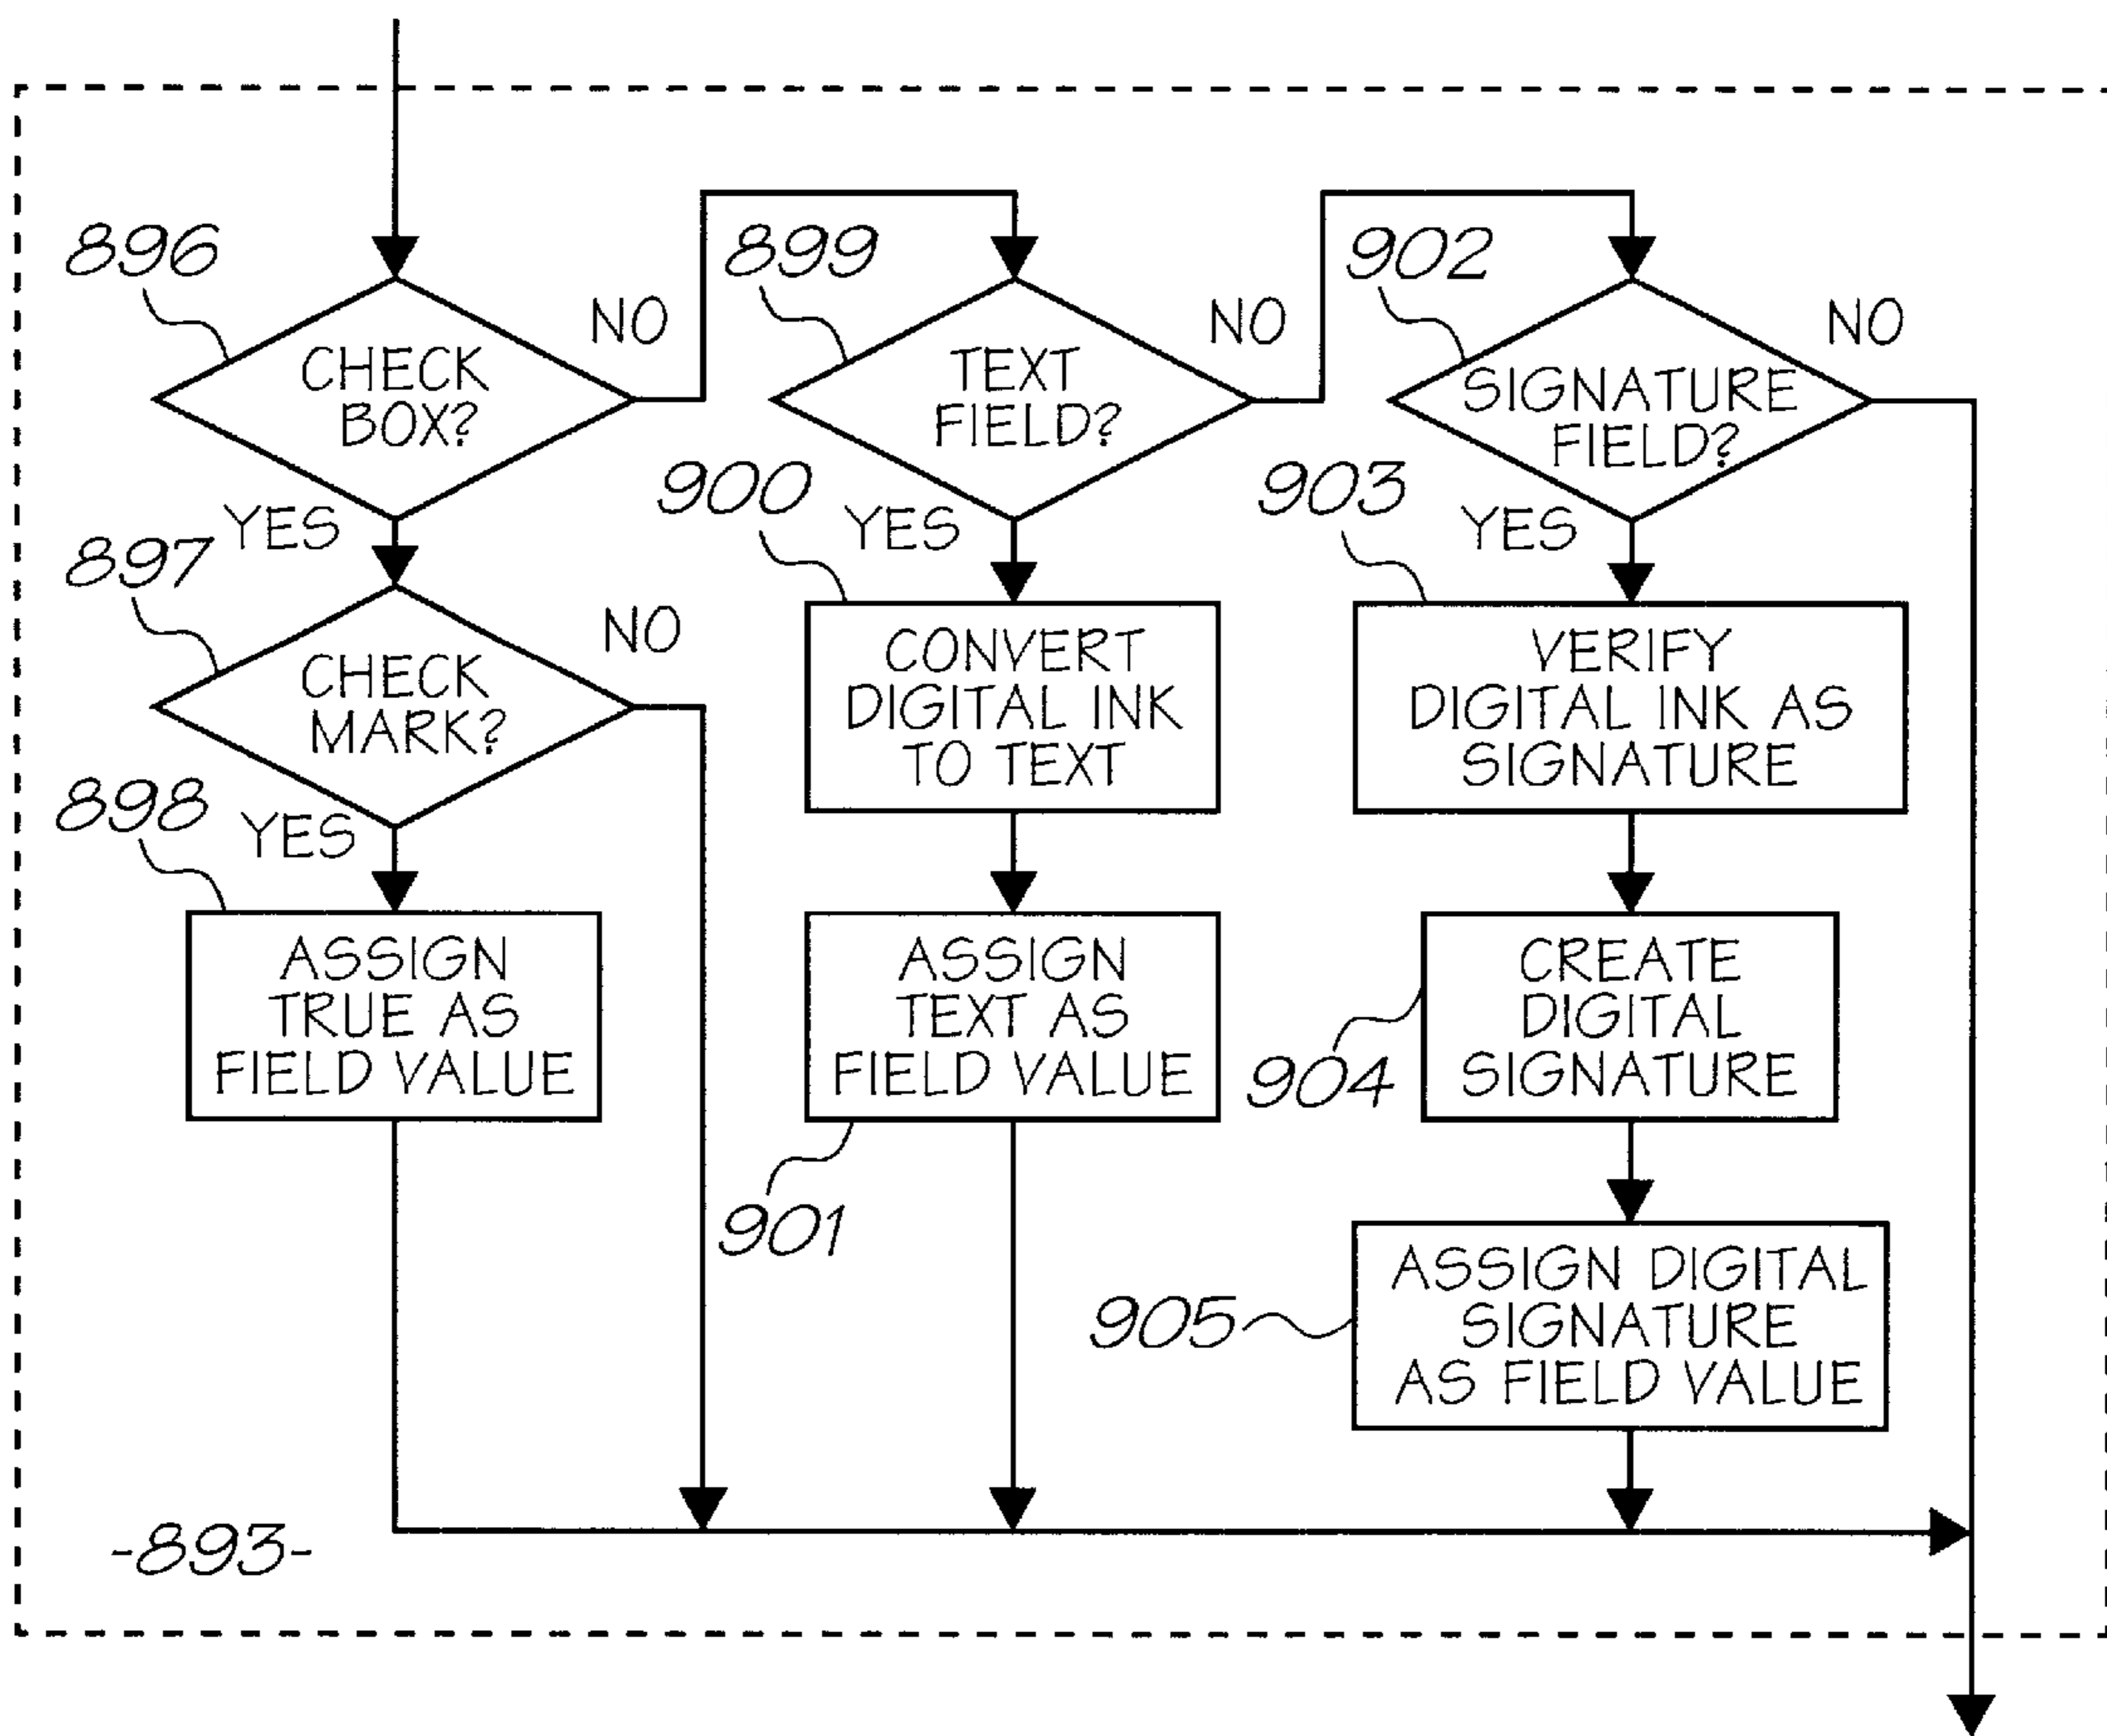 896
CHECK
BOX?
NO
YES
897
CHECK
MARK?
NO
YES
898
ASSIGN
TRUE AS
FIELD VALUE
899
TEXT
FIELD?
NO
YES
900
CONVERT
DIGITAL INK
TO TEXT
ASSIGN
TEXT AS
FIELD VALUE
901
902
SIGNATURE
FIELD?
NO
YES
903
VERIFY
DIGITAL INK AS
SIGNATURE
CREATE
DIGITAL
SIGNATURE
904
ASSIGN DIGITAL
SIGNATURE
AS FIELD VALUE
905
-893-